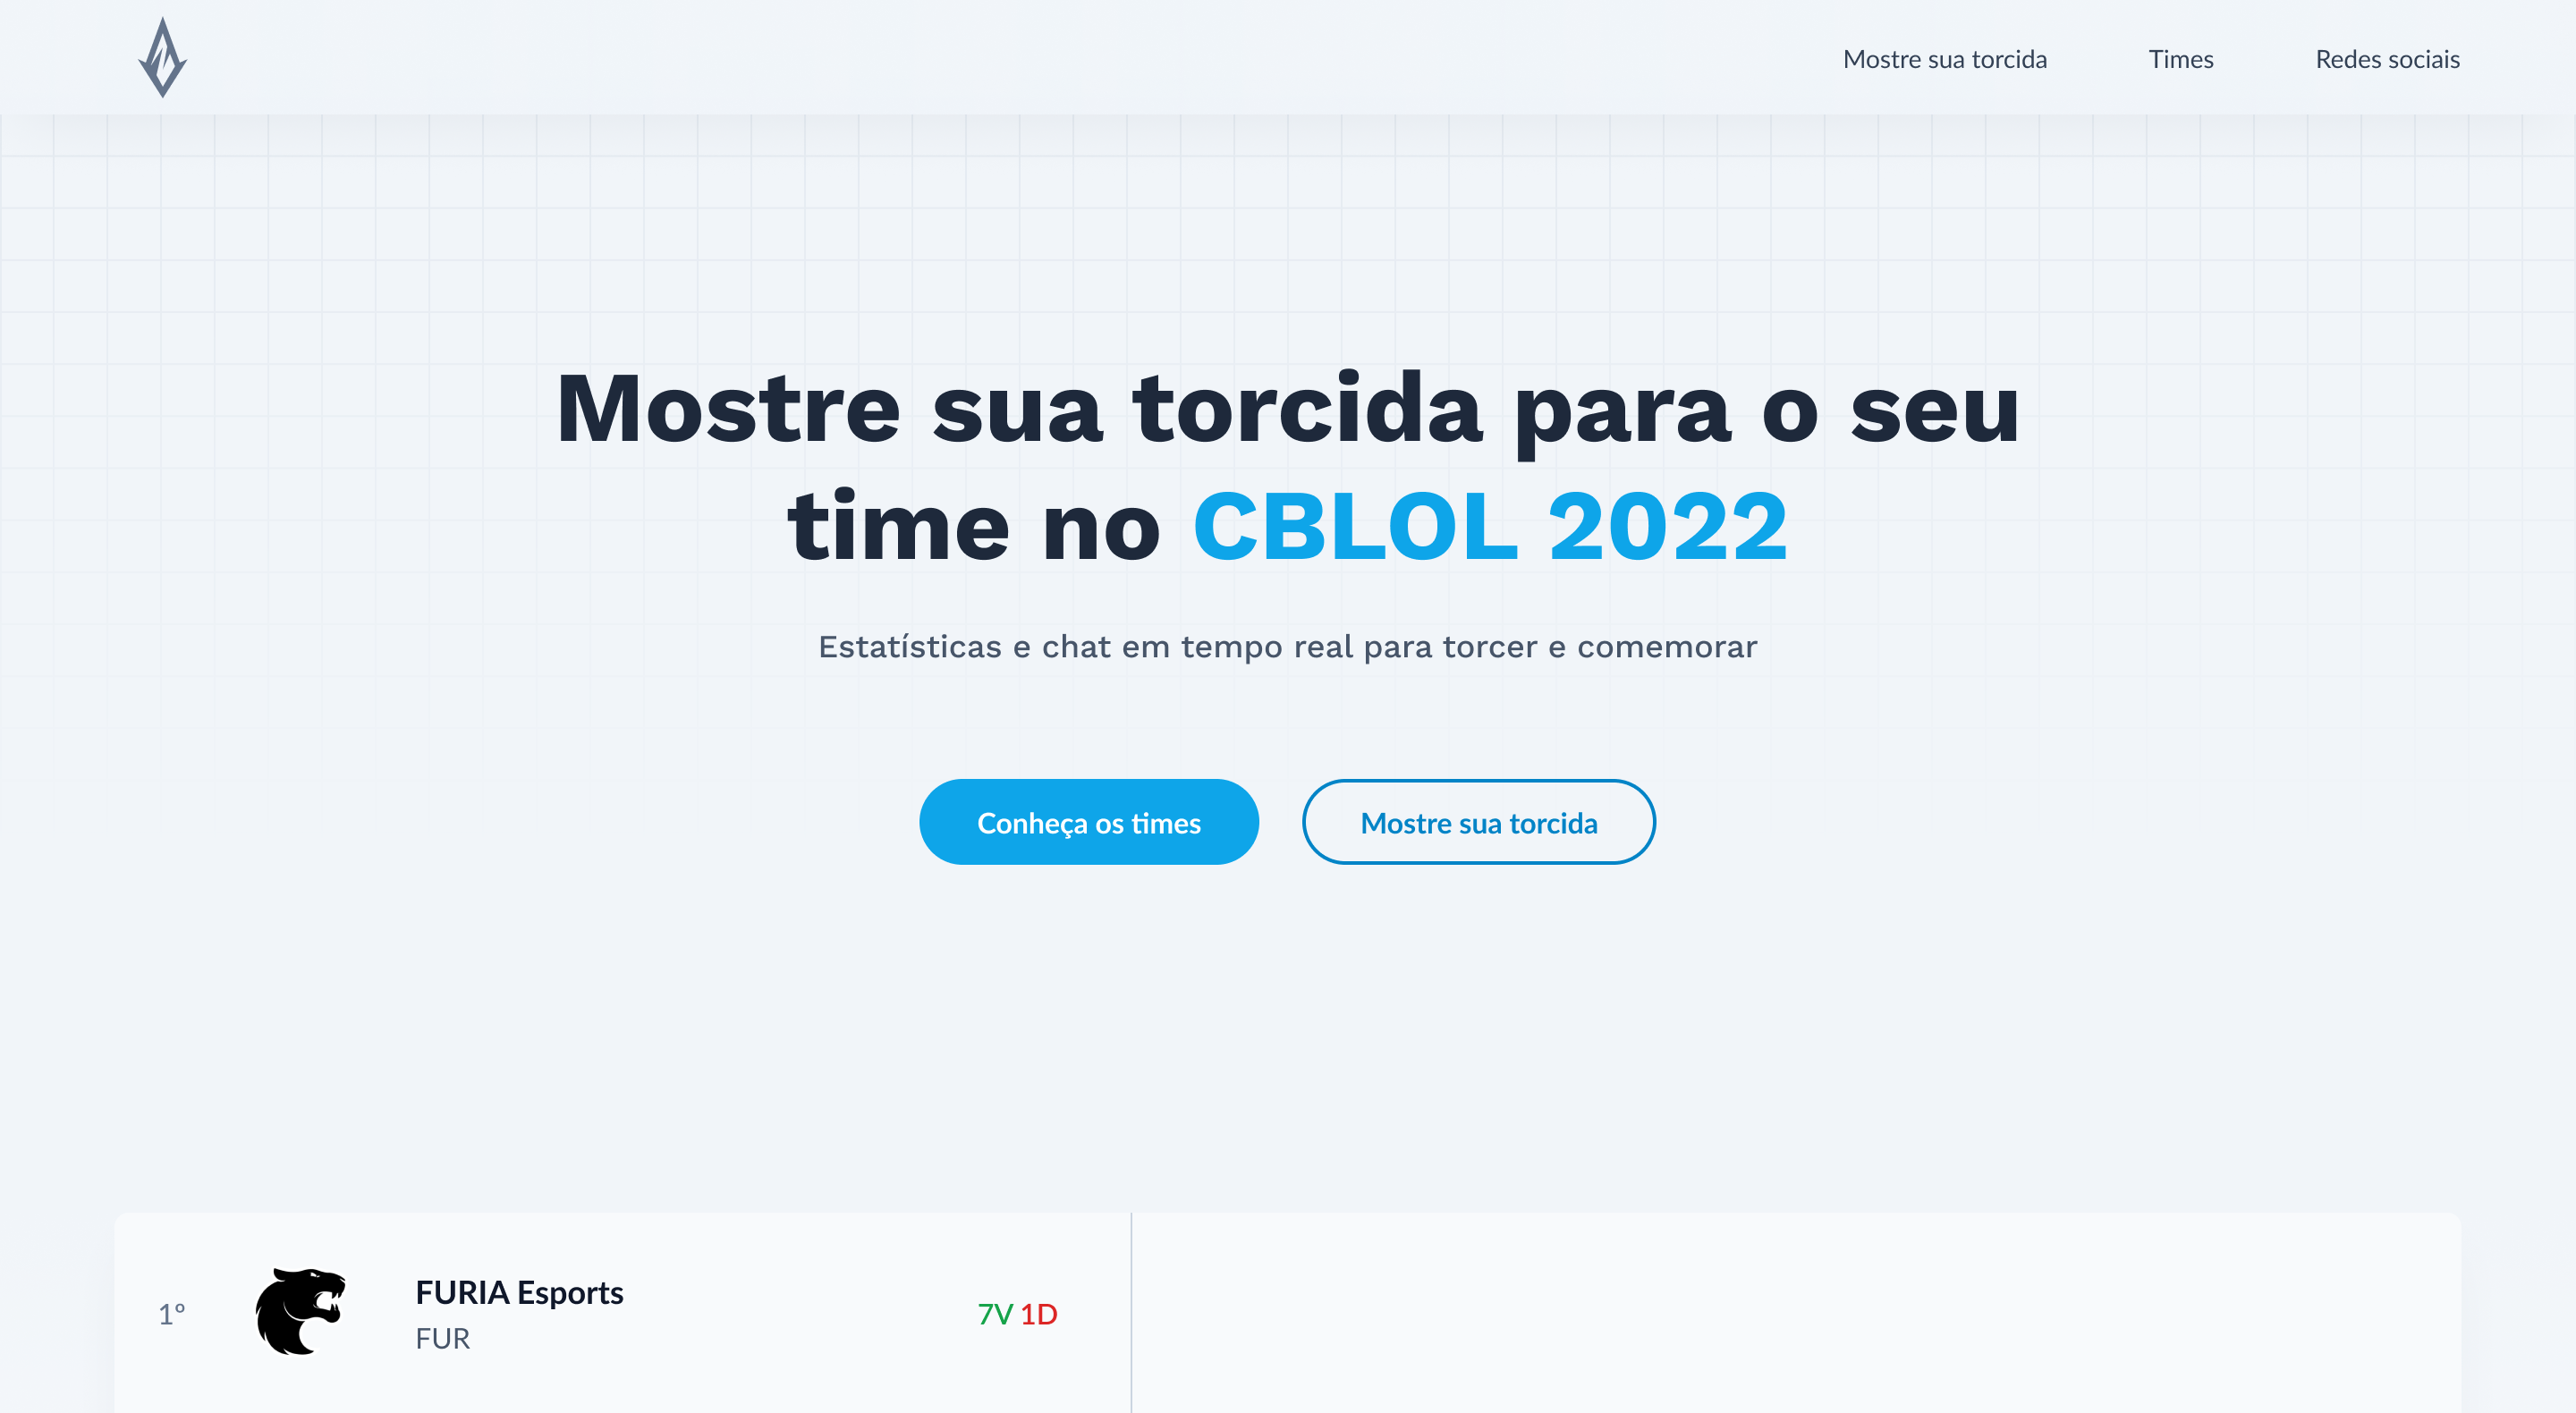 Mostre sua torcida
Times
Redes sociais
Mostre sua torcida para o seu
time no CBLOL 2022
Estatísticas e chat em tempo real para torcer e comemorar
Conheça os times
Mostre sua torcida
1º
FURIA Esports
FUR
7V 1D